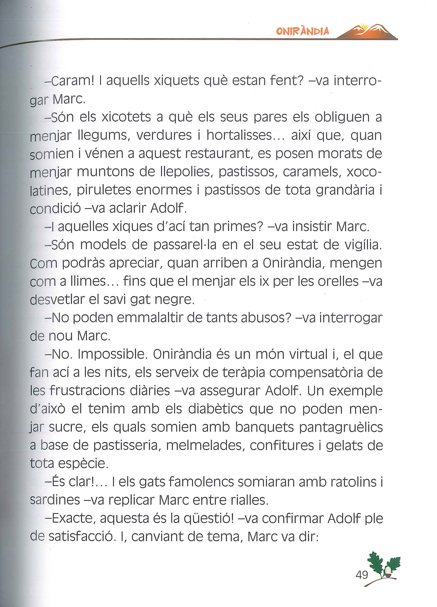 ONIRÀNDIA
–Caram! I aquells xiquets què estan fent? –va interro-
gar Marc.
–Són els xicotets a què els seus pares els obliguen a
menjar llegums, verdures i hortalisses... així que, quan
somien i vénen a aquest restaurant, es posen morats de
menjar muntons de llepolies, pastissos, caramels, xoco-
latines, piruletes enormes i pastissos de tota grandària i
condició –va aclarir Adolf.
–I aquelles xiques d'ací tan primes? –va insistir Marc.
–Són models de passarel·la en el seu estat de vigília.
Com podràs apreciar, quan arriben a Oniràndia, mengen
com a llimes... fins que el menjar els ix per les orelles –va
desvetlar el savi gat negre.
–No poden emmalaltir de tants abusos? –va interrogar
de nou Marc.
–No. Impossible. Oniràndia és un món virtual i, el que
fan ací a les nits, els serveix de teràpia compensatòria de
les frustracions diàries –va assegurar Adolf. Un exemple
d'això el tenim amb els diabètics que no poden men-
jar sucre, els quals somien amb banquets pantagruèlics
a base de pastisseria, melmelades, confitures i gelats de
tota espècie.
–És clar!... I els gats famolencs somiaran amb ratolins i
sardines –va replicar Marc entre rialles.
–Exacte, aquesta és la qüestió! –va confirmar Adolf ple
de satisfacció. I, canviant de tema, Marc va dir:
49